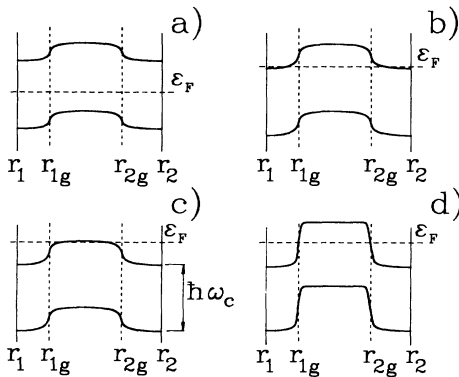 a)
ε_F
r_1 r_1g r_2g r_2
b)
ε_F
r_1 r_1g r_2g r_2
c)
ε_F
ħω_c
r_1 r_1g r_2g r_2
d)
ε_F
r_1 r_1g r_2g r_2